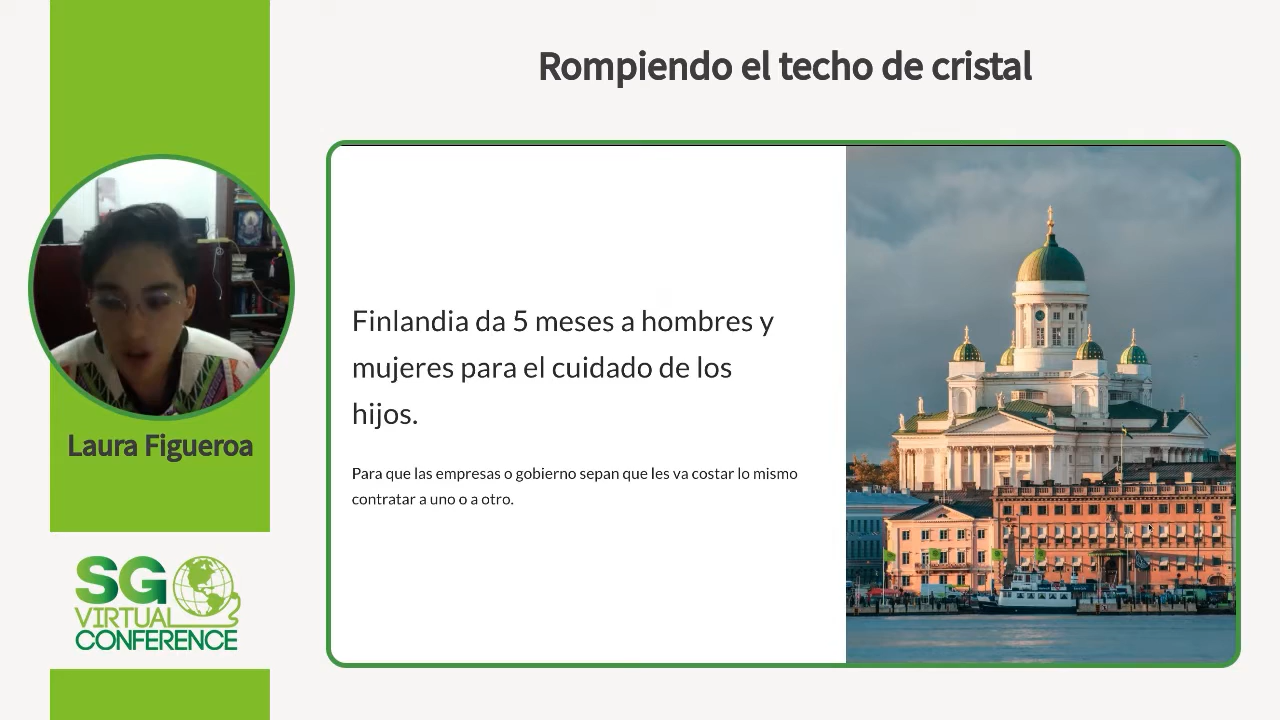 Rompiendo el techo de cristal
Finlandia da 5 meses a hombres y
mujeres para el cuidado de los
hijos.
Para que las empresas o gobierno sepan que les va costar lo mismo
contratar a uno o a otro.
Laura Figueroa
SG
VIRTUAL
CONFERENCE